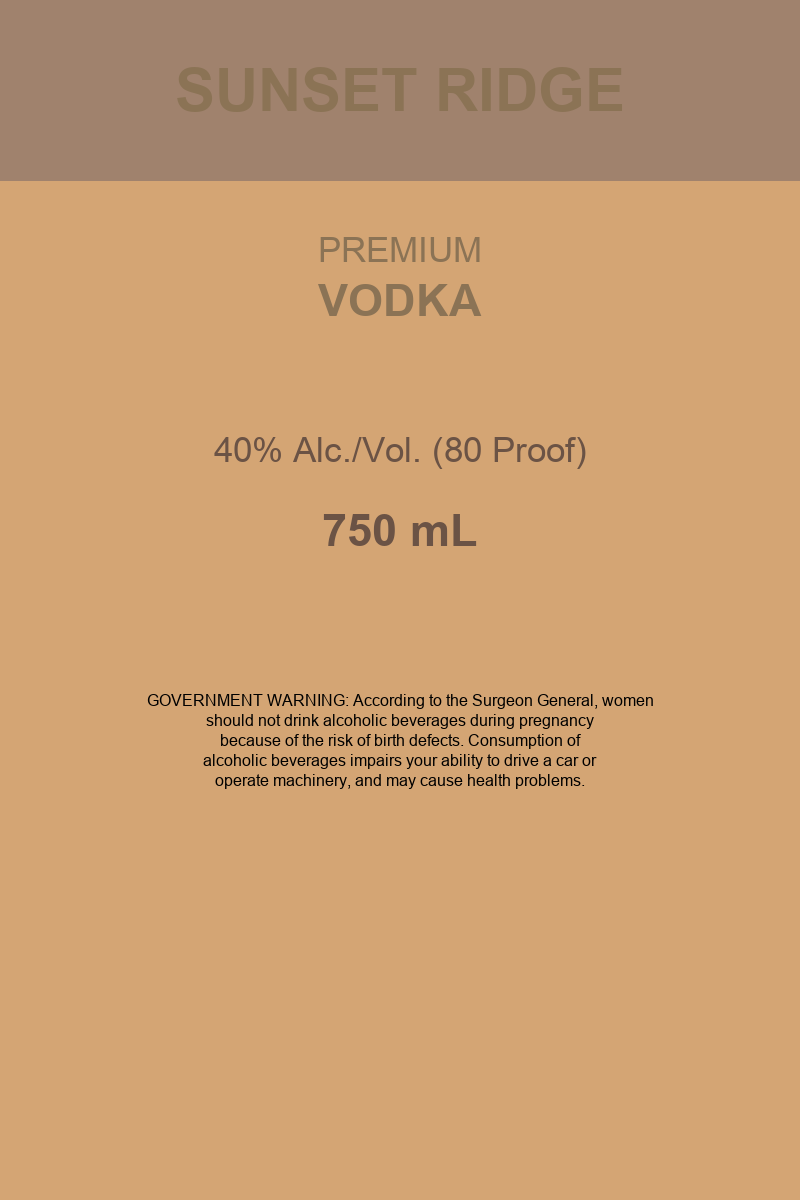 SUNSET RIDGE
PREMIUM
VODKA
40% Alc./Vol. (80 Proof)
750 mL
GOVERNMENT WARNING: According to the Surgeon General, women
should not drink alcoholic beverages during pregnancy
because of the risk of birth defects. Consumption of
alcoholic beverages impairs your ability to drive a car or
operate machinery, and may cause health problems.